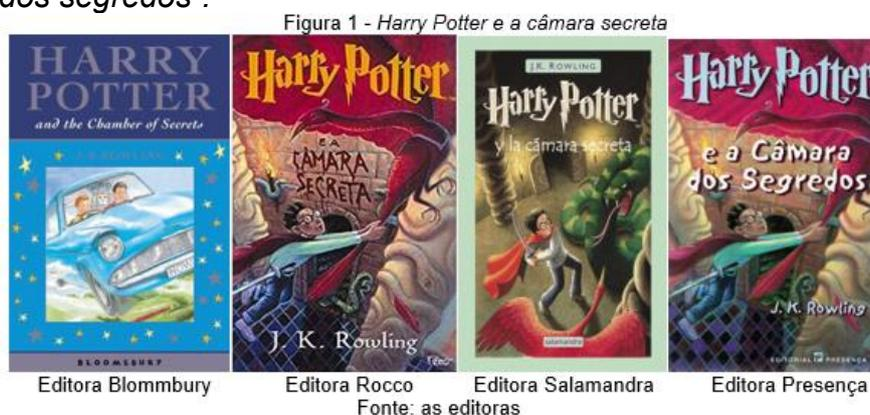 dos segredos".
Figura 1 - Harry Potter e a câmara secreta
HARRY
POTTER
and the Chamber of Secrets
J.K. ROWLING
BLOOMSBURY
Harry Potter
E A
CÂMARA
SECRETA
J. K. Rowling
Rocco
J.K. ROWLING
Harry Potter
y la cámara secreta
salamandra
Harry Potter
e a Câmara
dos Segredos
J. K. Rowling
EDITORIAL PRESENÇA
Editora Blommbury
Editora Rocco
Editora Salamandra
Editora Presença
Fonte: as editoras